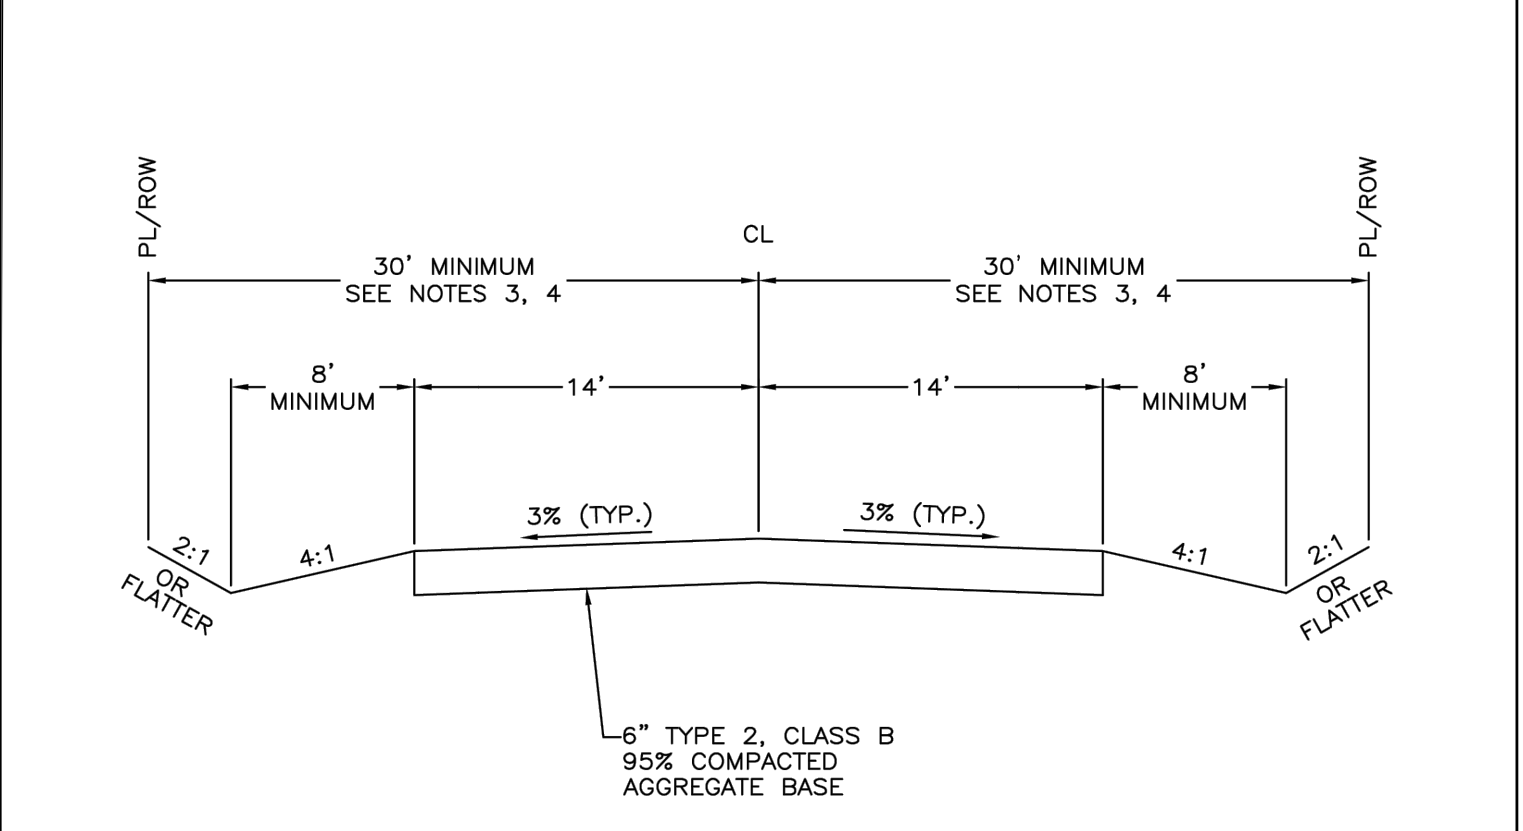 PL/ROW
PL/ROW
CL
30' MINIMUM
SEE NOTES 3, 4
30' MINIMUM
SEE NOTES 3, 4
8'
MINIMUM
14'
14'
8'
MINIMUM
3% (TYP.)
3% (TYP.)
2:1
OR
FLATTER
4:1
4:1
2:1
OR
FLATTER
6" TYPE 2, CLASS B
95% COMPACTED
AGGREGATE BASE